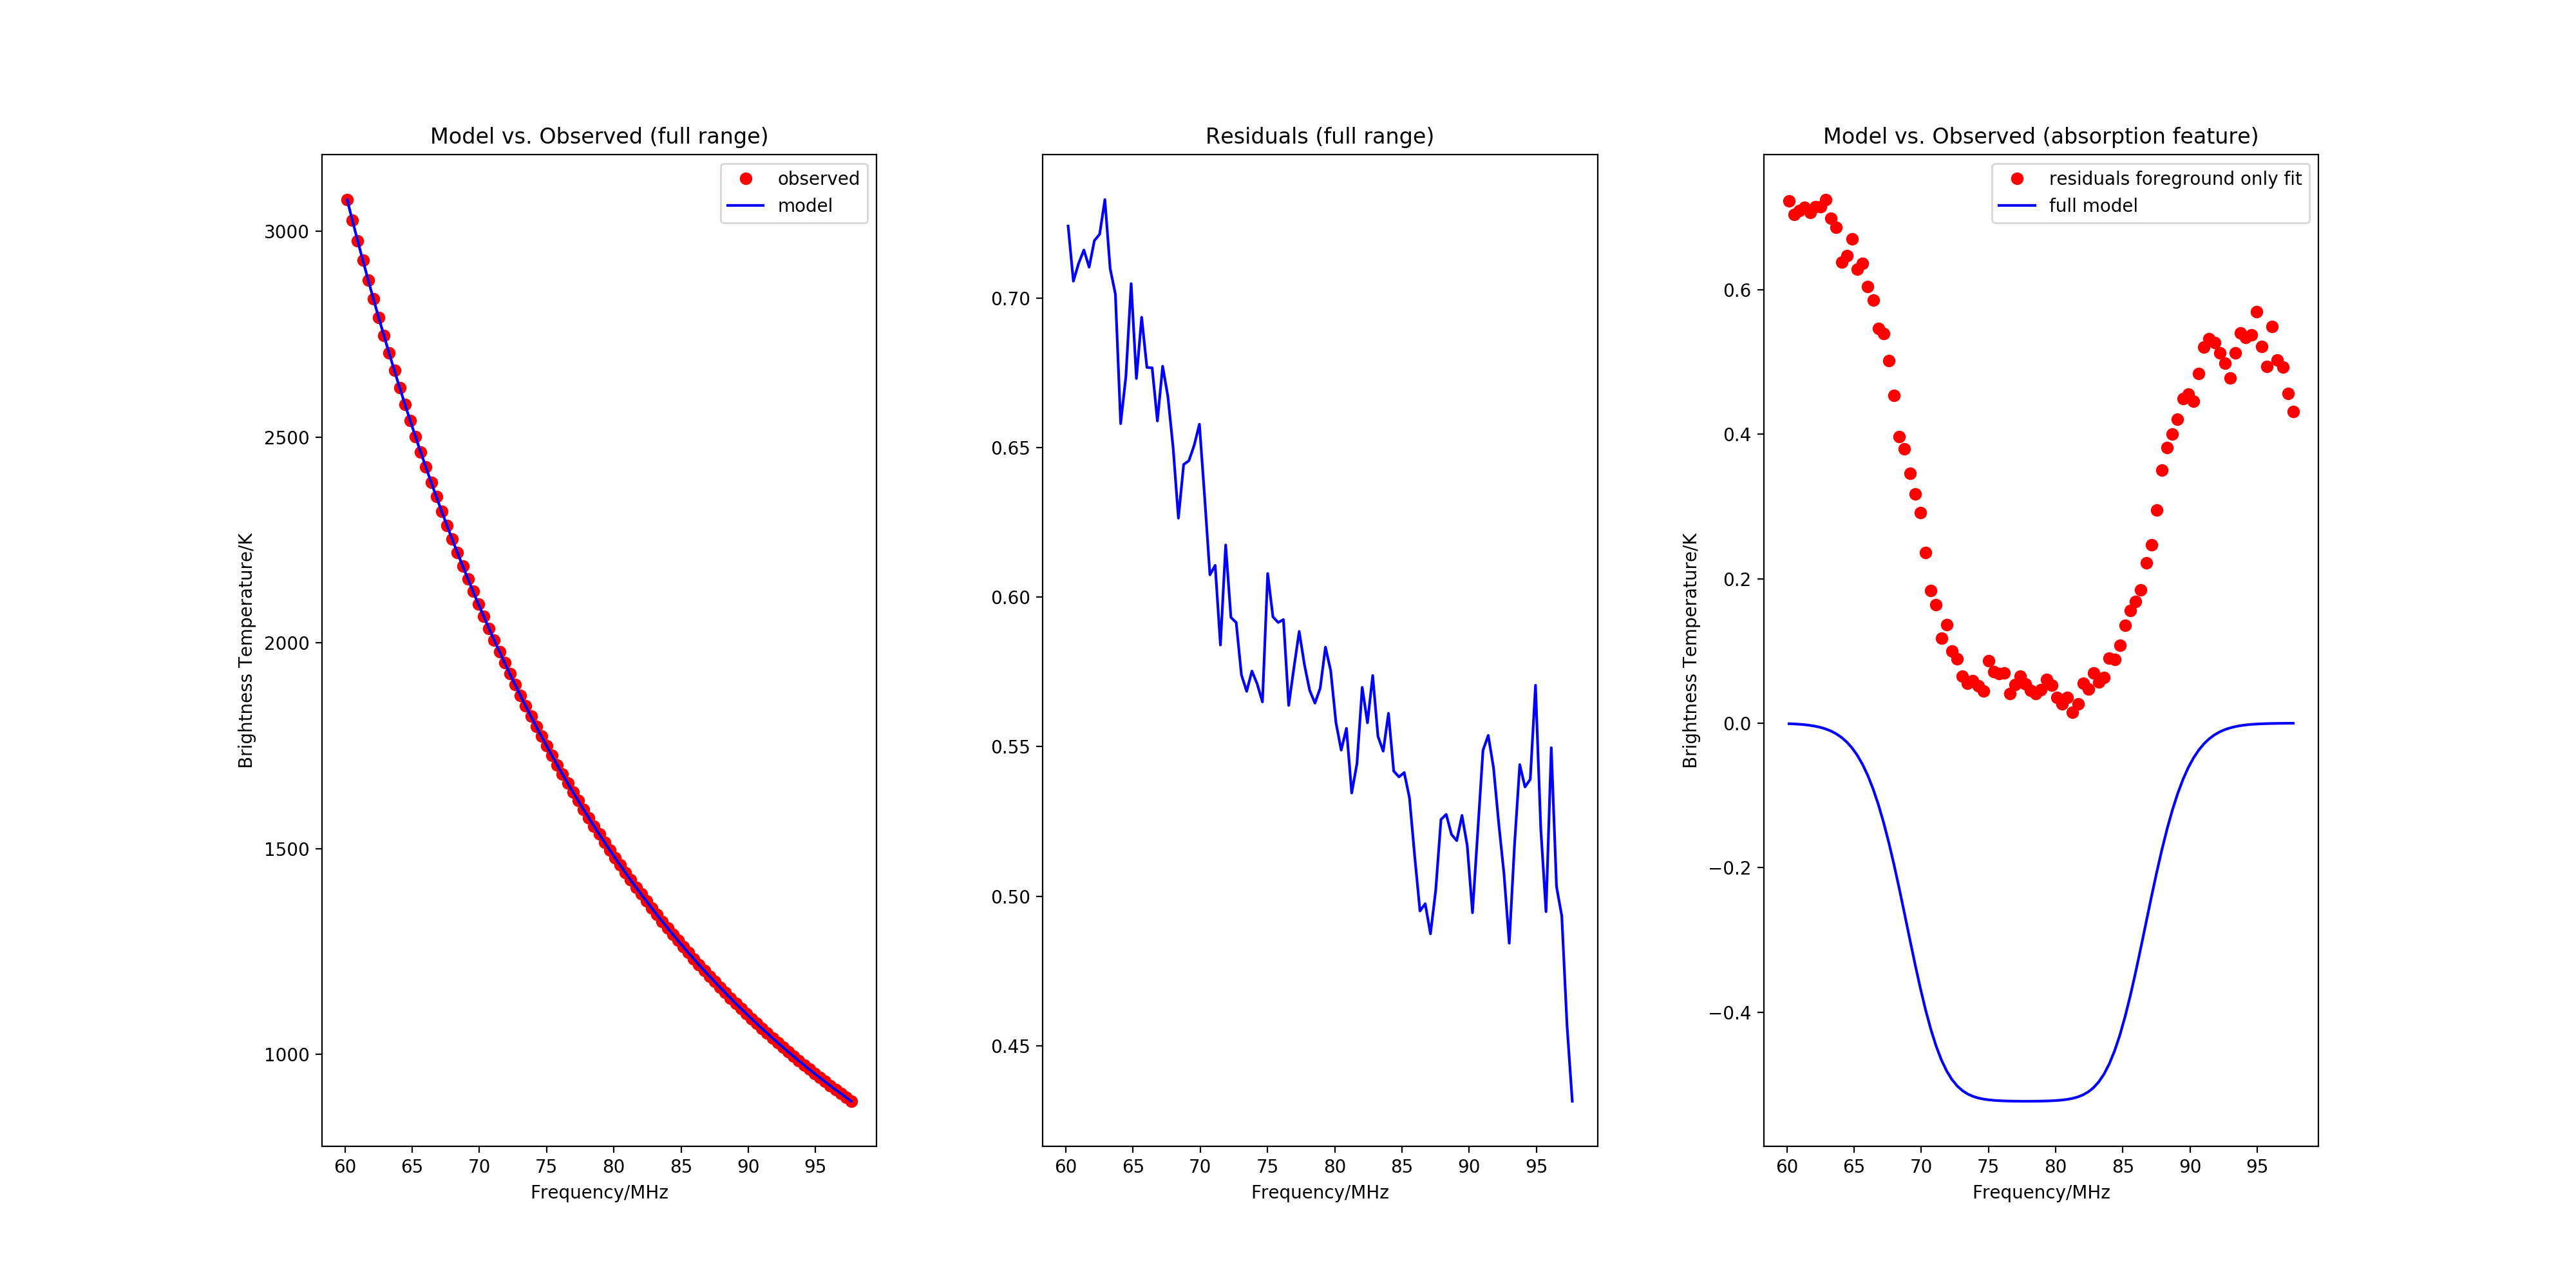 Model vs. Observed (full range)
observed
model
3000
2500
2000
1500
1000
Brightness Temperature/K
60 65 70 75 80 85 90 95
Frequency/MHz
Residuals (full range)
0.70
0.65
0.60
0.55
0.50
0.45
60 65 70 75 80 85 90 95
Frequency/MHz
Model vs. Observed (absorption feature)
residuals foreground only fit
full model
0.6
0.4
0.2
0.0
−0.2
−0.4
Brightness Temperature/K
60 65 70 75 80 85 90 95
Frequency/MHz